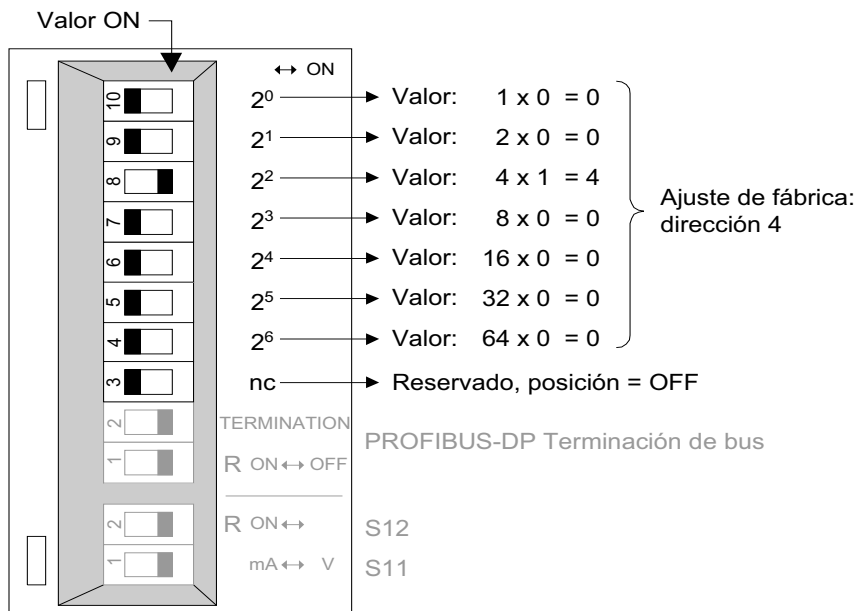 Valor ON
↔ ON
10 2⁰ Valor: 1 x 0 = 0
9 2¹ Valor: 2 x 0 = 0
8 2² Valor: 4 x 1 = 4
7 2³ Valor: 8 x 0 = 0
6 2⁴ Valor: 16 x 0 = 0
5 2⁵ Valor: 32 x 0 = 0
4 2⁶ Valor: 64 x 0 = 0
Ajuste de fábrica:
dirección 4
3 nc Reservado, posición = OFF
2 TERMINATION
1 R ON ↔ OFF
PROFIBUS-DP Terminación de bus
2 R ON ↔ S12
1 mA ↔ V S11